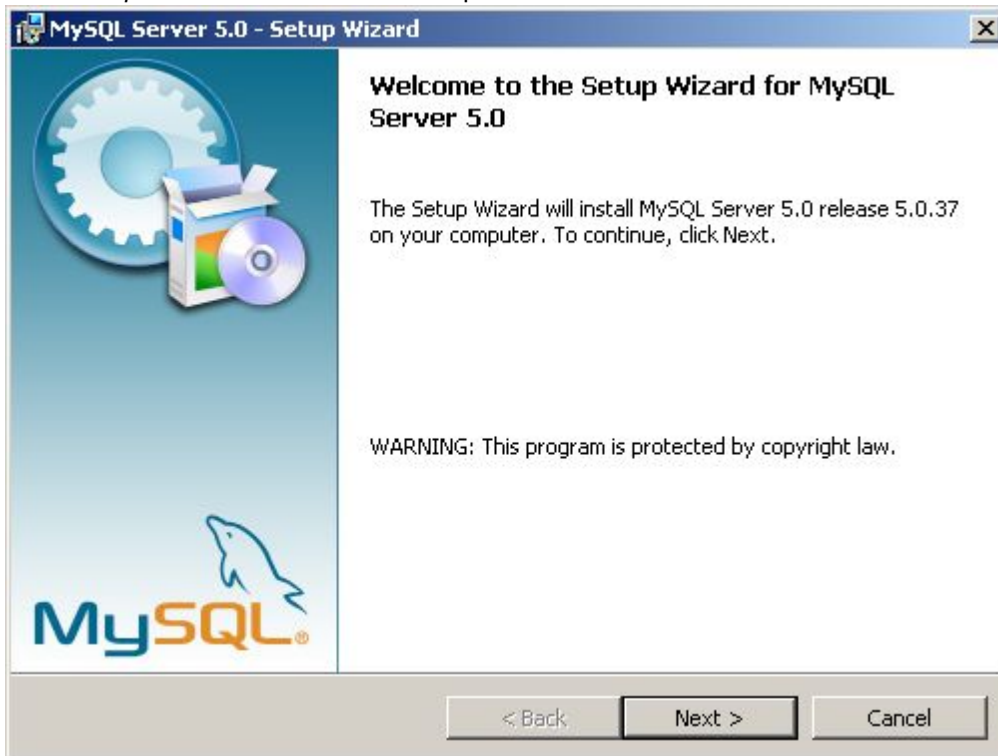 MySQL Server 5.0 - Setup Wizard
Welcome to the Setup Wizard for MySQL
Server 5.0
The Setup Wizard will install MySQL Server 5.0 release 5.0.37
on your computer. To continue, click Next.
WARNING: This program is protected by copyright law.
MySQL®
< Back
Next >
Cancel